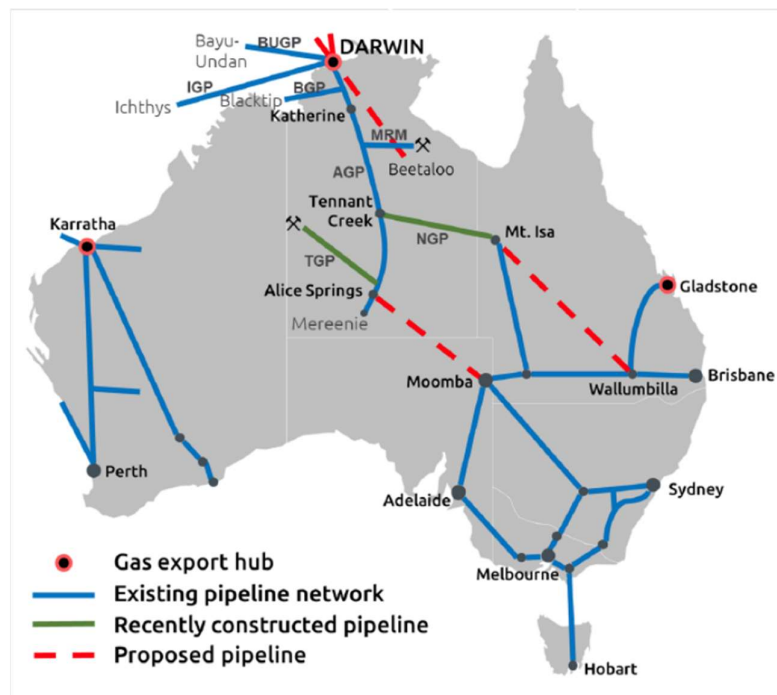 Bayu-
Undan
BUGP
DARWIN
IGP
Ichthys
Blacktip
BGP
Katherine
MRM
Beetaloo
AGP
Karratha
Tennant
Creek
Mt. Isa
NGP
TGP
Alice Springs
Mereenie
Gladstone
Moomba
Wallumbilla
Brisbane
Perth
Adelaide
Sydney
Melbourne
Hobart
Gas export hub
Existing pipeline network
Recently constructed pipeline
Proposed pipeline